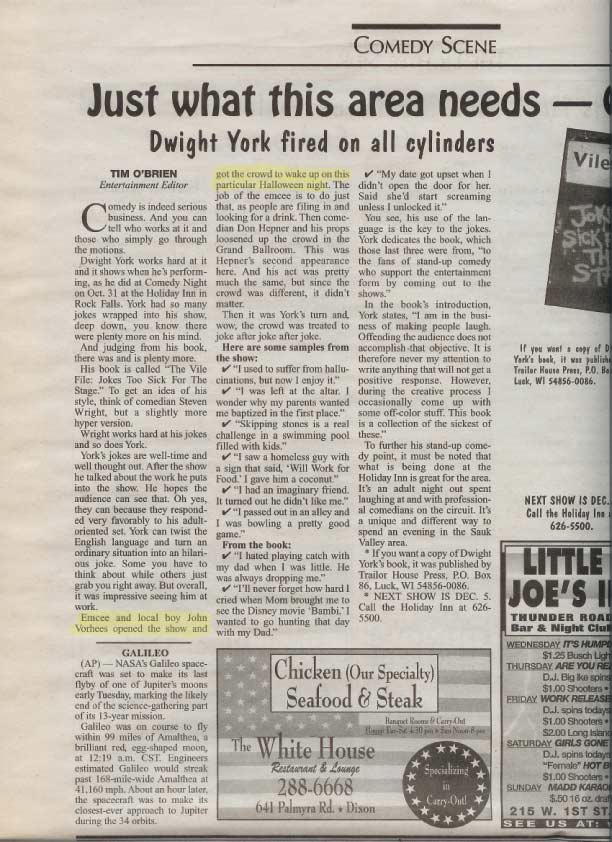 COMEDY SCENE
Just what this area needs —
Dwight York fired on all cylinders
TIM O'BRIEN
Entertainment Editor
Comedy is indeed serious
business. And you can
tell who works at it and
those who simply go through
the motions.
Dwight York works hard at it
and it shows when he's perform-
ing, as he did at Comedy Night
on Oct. 31 at the Holiday Inn in
Rock Falls. York had so many
jokes wrapped into his show,
deep down, you know there
were plenty more on his mind.
And judging from his book,
there was and is plenty more.
His book is called "The Vile
File: Jokes Too Sick For The
Stage." To get an idea of his
style, think of comedian Steven
Wright, but a slightly more
hyper version.
Wright works hard at his jokes
and so does York.
York's jokes are well-time and
well thought out. After the show
he talked about the work he puts
into the show. He hopes the
audience can see that. Oh yes,
they can because they respond-
ed very favorably to his adult-
oriented set. York can twist the
English language and turn an
ordinary situation into an hilari-
ous joke. Some you have to
think about while others just
grab you right away. But overall,
it was impressive seeing him at
work.
Emcee and local boy John
Vorhees opened the show and
got the crowd to wake up on this
particular Halloween night. The
job of the emcee is to do just
that, as people are filing in and
looking for a drink. Then come-
dian Don Hepner and his props
loosened up the crowd in the
Grand Ballroom. This was
Hepner's second appearance
here. And his act was pretty
much the same, but since the
crowd was different, it didn't
matter.
Then it was York's turn and,
wow, the crowd was treated to
joke after joke after joke.
Here are some samples from
the show:
✔ "I used to suffer from hallu-
cinations, but now I enjoy it."
✔ "I was left at the altar. I
wonder why my parents wanted
me baptized in the first place."
✔ "Skipping stones is a real
challenge in a swimming pool
filled with kids."
✔ "I saw a homeless guy with
a sign that said, 'Will Work for
Food.' I gave him a coconut."
✔ "I had an imaginary friend.
It turned out he didn't like me."
✔ "I passed out in an alley and
I was bowling a pretty good
game."
From the book:
✔ "I hated playing catch with
my dad when I was little. He
was always dropping me."
✔ "I'll never forget how hard I
cried when Mom brought me to
see the Disney movie 'Bambi.' I
wanted to go hunting that day
with my Dad."
✔ "My date got upset when I
didn't open the door for her.
Said she'd start screaming
unless I unlocked it."
You see, his use of the lan-
guage is the key to the jokes.
York dedicates the book, which
those last three were from, "to
the fans of stand-up comedy
who support the entertainment
form by coming out to the
shows."
In the book's introduction,
York states, "I am in the busi-
ness of making people laugh.
Offending the audience does not
accomplish that objective. It is
therefore never my attention to
write anything that will not get a
positive response. However,
during the creative process I
occasionally come up with
some off-color stuff. This book
is a collection of the sickest of
these."
To further his stand-up come-
dy point, it must be noted that
what is being done at the
Holiday Inn is great for the area.
It's an adult night out spent
laughing at and with profession-
al comedians on the circuit. It's
a unique and different way to
spend an evening in the Sauk
Valley area.
* If you want a copy of Dwight
York's book, it was published by
Trailor House Press, P.O. Box
86, Luck, WI 54856-0086.
* NEXT SHOW IS DEC. 5.
Call the Holiday Inn at 626-
5500.
Vile
If you want a copy of D
York's book, it was publish
Trailor House Press, P.O. Bo
Luck, WI 54856-0086.
NEXT SHOW IS DEC.
Call the Holiday Inn
626-5500.
GALILEO
(AP) — NASA's Galileo space-
craft was set to make its last
flyby of one of Jupiter's moons
early Tuesday, marking the likely
end of the science-gathering part
of its 13-year mission.
Galileo was on course to fly
within 99 miles of Amalthea, a
brilliant red, egg-shaped moon,
at 12:19 a.m. CST. Engineers
estimated Galileo would streak
past 168-mile-wide Amalthea at
41,160 mph. About an hour later,
the spacecraft was to make its
closest-ever approach to Jupiter
during the 34 orbits.
Chicken (Our Specialty)
Seafood & Steak
Banquet Rooms & Carry-Out
Hours: Tue-Sat 4:30 pm • Sun Noon-8 pm
The White House
Restaurant & Lounge
288-6668
641 Palmyra Rd. • Dixon
Specializing
in
Carry-Out!
LITTLE
JOE'S
THUNDER ROAD
Bar & Night Clu
WEDNESDAY IT'S HUMP
$1.25 Busch Ligh
THURSDAY ARE YOU RE
D.J. Big Ike spins
$1.00 Shooters •
FRIDAY WORK RELEASE
D.J. spins todays
$1.00 Shooters •
$2.00 Long Island
SATURDAY GIRLS GONE
D.J. spins todays
"Female" HOT B
$1.00 Shooters
SUNDAY MADD KARAO
$.50 16 oz. draf
215 W. 1ST ST.
SEE US AT: